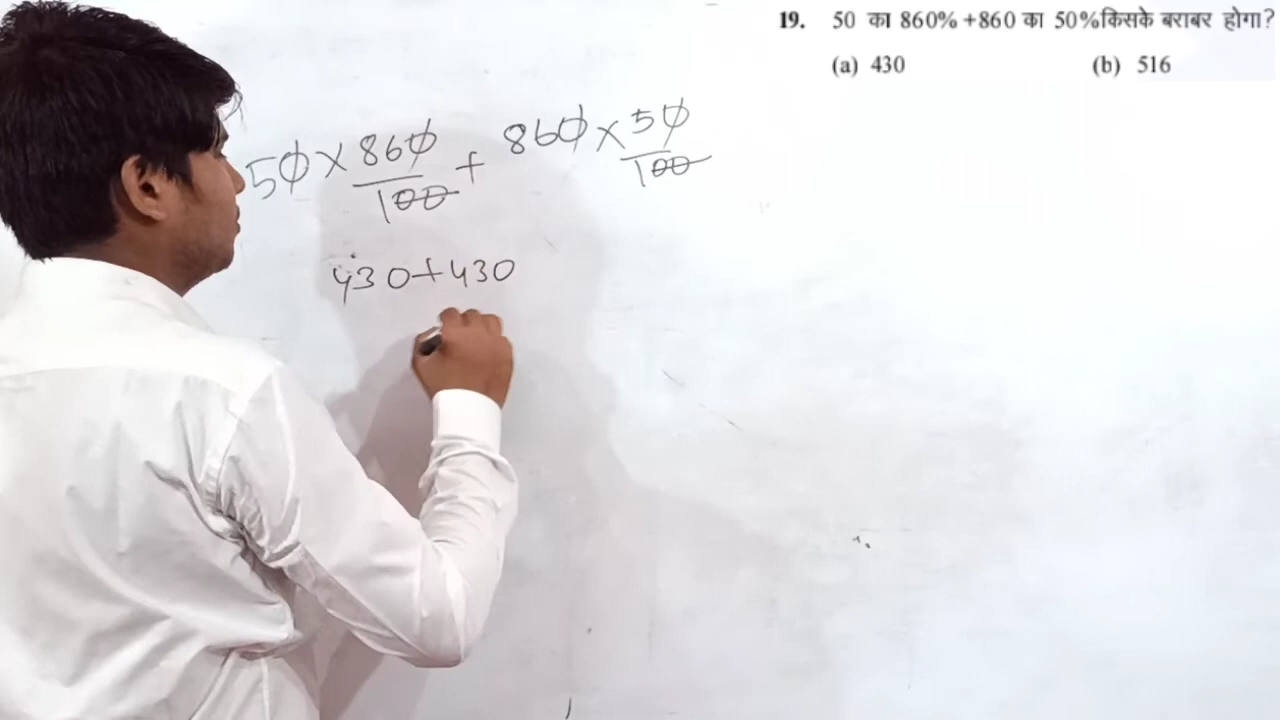 19. 50 का 860% +860 का 50%किसके बराबर होगा?
(a) 430 (b) 516
50 × 860/100 + 860 × 50/100
430+430